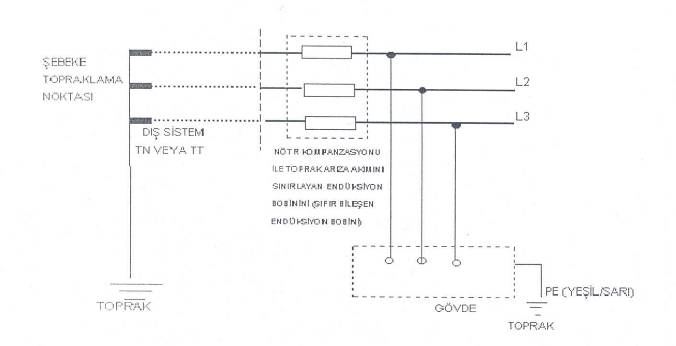 ŞEBEKE
TOPRAKLAMA
NOKTASI
DIŞ SİSTEM
TN VEYA TT
L1
L2
L3
NÖTR KOMPANZASYONU
İLE TOPRAK ARIZA AKIMINI
SINIRLAYAN ENDÜKSİYON
BOBİNİNİ (SIFIR BİLEŞEN
ENDÜKSİYON BOBİNİ)
TOPRAK
GÖVDE
PE (YEŞİL/SARI)
TOPRAK